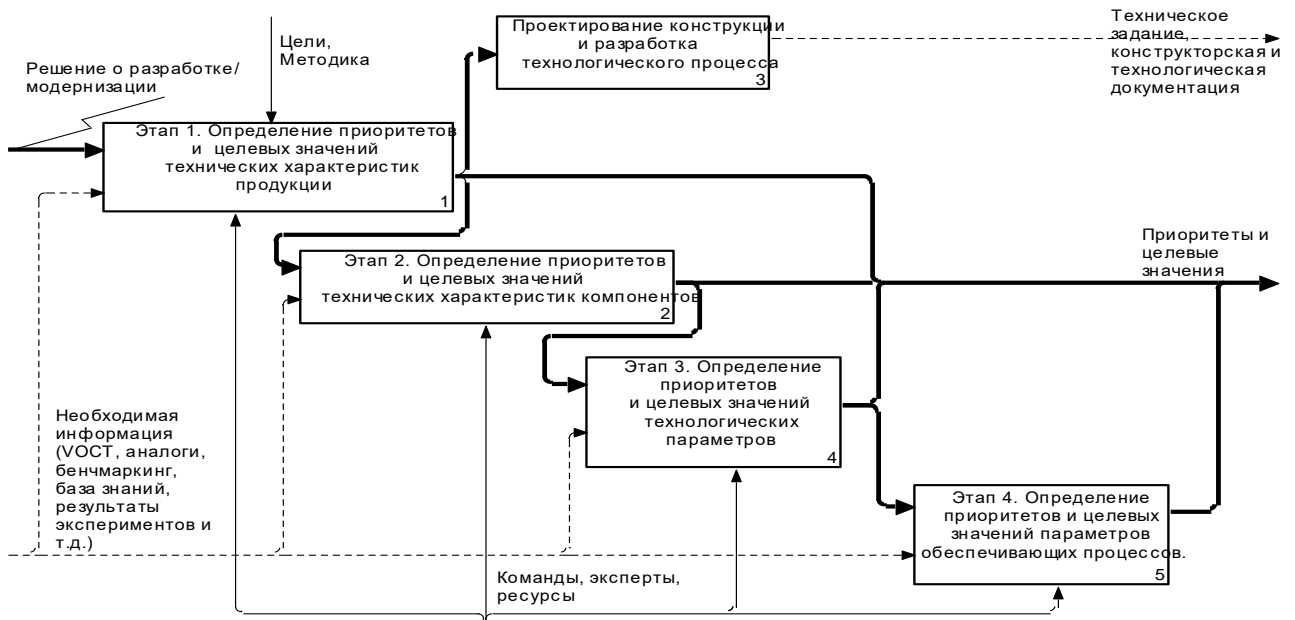 Проектирование конструкции
и разработка
технологического процесса
3
Техническое
задание,
конструкторская и
технологическая
документация
Цели,
Методика
Решение о разработке/
модернизации
Этап 1. Определение приоритетов
и целевых значений
технических характеристик
продукции
1
Этап 2. Определение приоритетов
и целевых значений
технических характеристик компонентов
2
Приоритеты и
целевые
значения
Этап 3. Определение
приоритетов
и целевых значений
технологических
параметров
4
Необходимая
информация
(VOCT, аналоги,
бенчмаркинг,
база знаний,
результаты
экспериментов и
т.д.)
Этап 4. Определение
приоритетов и целевых
значений параметров
обеспечивающих процессов.
5
Команды, эксперты,
ресурсы